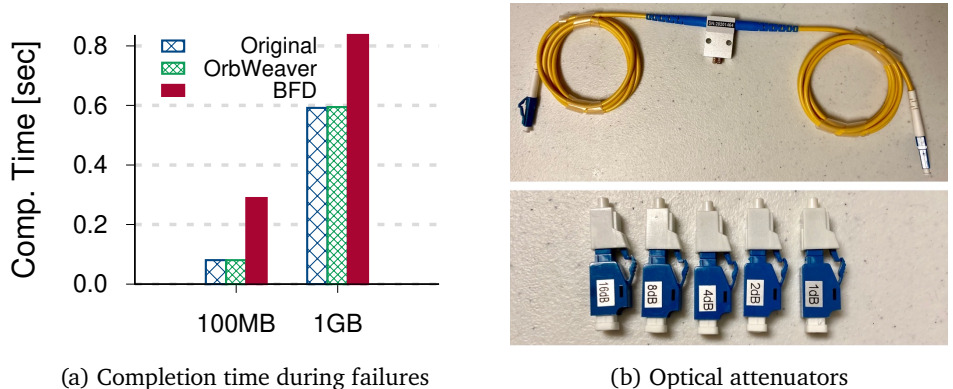 Comp. Time [sec]
0.8
0.6
0.4
0.2
0.0
Original
OrbWeaver
BFD
100MB 1GB
(a) Completion time during failures
16dB 8dB 4dB 2dB 1dB
(b) Optical attenuators